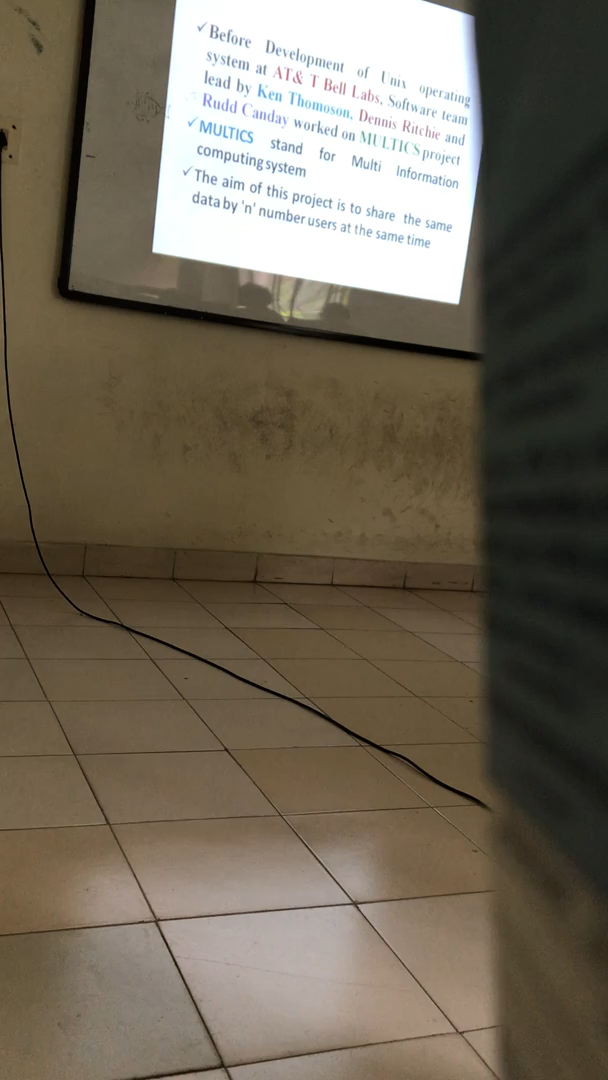 ✓Before Development of Unix operating
system at AT& T Bell Labs, Software team
lead by Ken Thomoson, Dennis Ritchie and
Rudd Canday worked on MULTICS project
✓MULTICS stand for Multi Information
computing system
✓The aim of this project is to share the same
data by 'n' number users at the same time